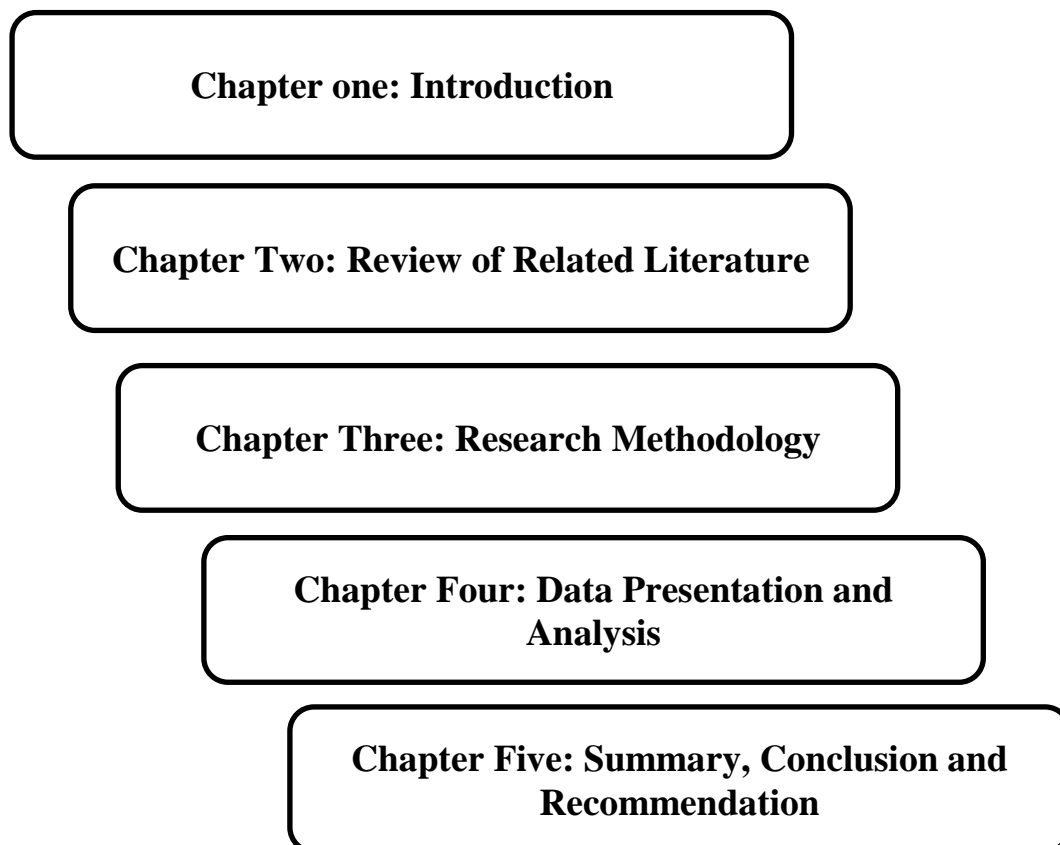 Chapter one: Introduction
Chapter Two: Review of Related Literature
Chapter Three: Research Methodology
Chapter Four: Data Presentation and
Analysis
Chapter Five: Summary, Conclusion and
Recommendation